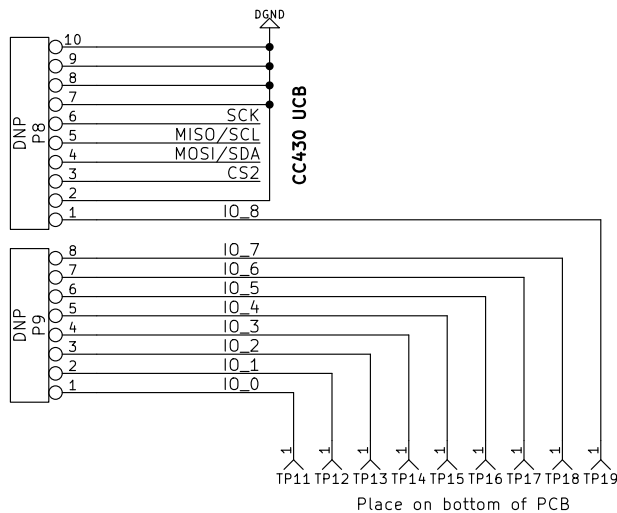 DGND
10
9
8
7
6 SCK
5 MISO/SCL
4 MOSI/SDA
3 CS2
2
1 IO_8
DNP
P8
CC430 UCB
8 IO_7
7 IO_6
6 IO_5
5 IO_4
4 IO_3
3 IO_2
2 IO_1
1 IO_0
DNP
P9
1 1 1 1 1 1 1 1 1
TP11 TP12 TP13 TP14 TP15 TP16 TP17 TP18 TP19
Place on bottom of PCB